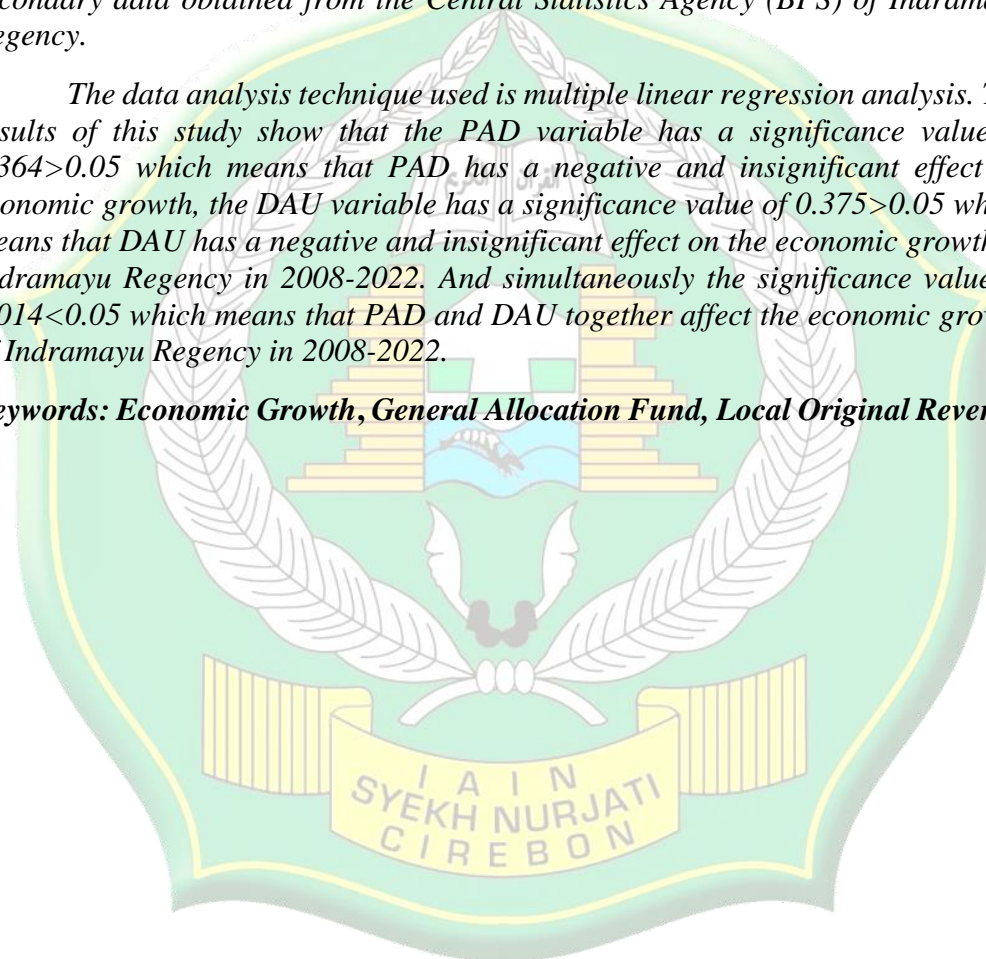 condary data obtained from the Central Statistics Agency (BPS) of Indrama
egency.
The data analysis technique used is multiple linear regression analysis. T
sults of this study show that the PAD variable has a significance value
364>0.05 which means that PAD has a negative and insignificant effect
onomic growth, the DAU variable has a significance value of 0.375>0.05 wh
eans that DAU has a negative and insignificant effect on the economic growth
dramayu Regency in 2008-2022. And simultaneously the significance value
014<0.05 which means that PAD and DAU together affect the economic grow
f Indramayu Regency in 2008-2022.
eywords: Economic Growth, General Allocation Fund, Local Original Reven
IAIN
SYEKH NURJATI
CIREBON